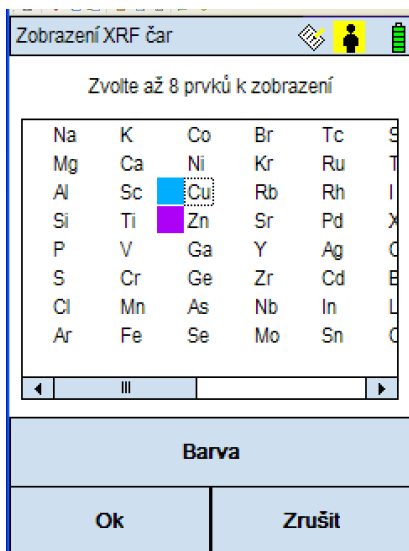 Zobrazení XRF čar
Zvolte až 8 prvků k zobrazení
Na K Co Br Tc
Mg Ca Ni Kr Ru
Al Sc Cu Rb Rh
Si Ti Zn Sr Pd
P V Ga Y Ag
S Cr Ge Zr Cd
Cl Mn As Nb In
Ar Fe Se Mo Sn
Barva
Ok Zrušit